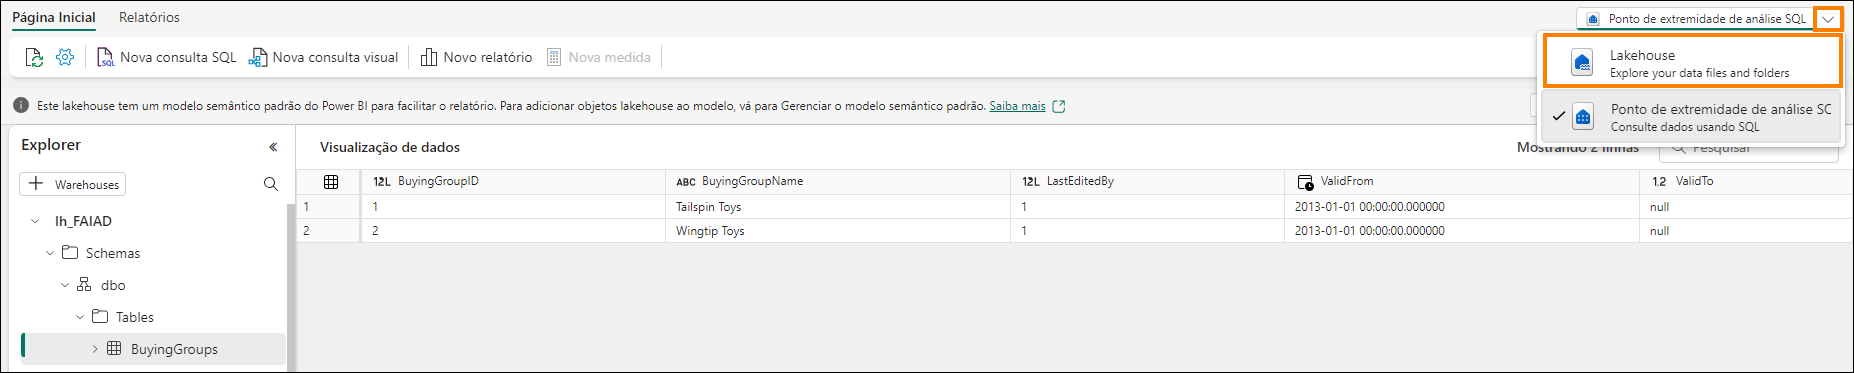 Página Inicial
Relatórios
Ponto de extremidade de análise SQL
Nova consulta SQL
Nova consulta visual
Novo relatório
Nova medida
Lakehouse
Explore your data files and folders
Ponto de extremidade de análise SC
Consulte dados usando SQL
Este lakehouse tem um modelo semântico padrão do Power BI para facilitar o relatório. Para adicionar objetos lakehouse ao modelo, vá para Gerenciar o modelo semântico padrão. Saiba mais
Explorer
Visualização de dados
Mostrando 2 linhas
Pesquisar
Warehouses
BuyingGroupID
ABC BuyingGroupName
LastEditedBy
ValidFrom
1.2 ValidTo
1 1 Tailspin Toys 1 2013-01-01 00:00:00.000000 null
2 2 Wingtip Toys 1 2013-01-01 00:00:00.000000 null
lh_FAIAD
Schemas
dbo
Tables
BuyingGroups